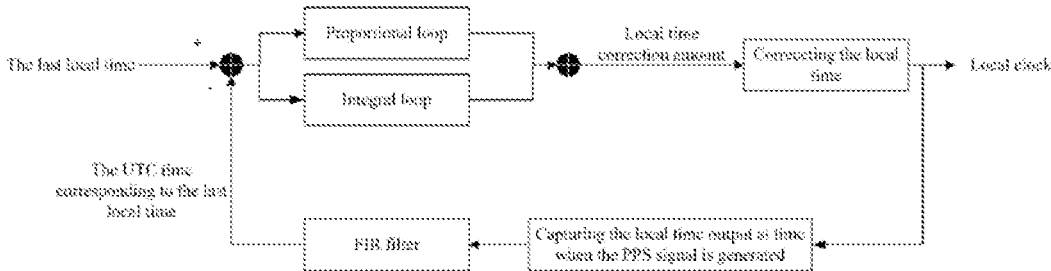 Proportional loop
Integral loop
+
The last local time
-
Local time
correction amount
Correcting the local
time
Local clock
The UTC time
corresponding to the last
local time
FIR filter
Capturing the local time output at time
when the PPS signal is generated